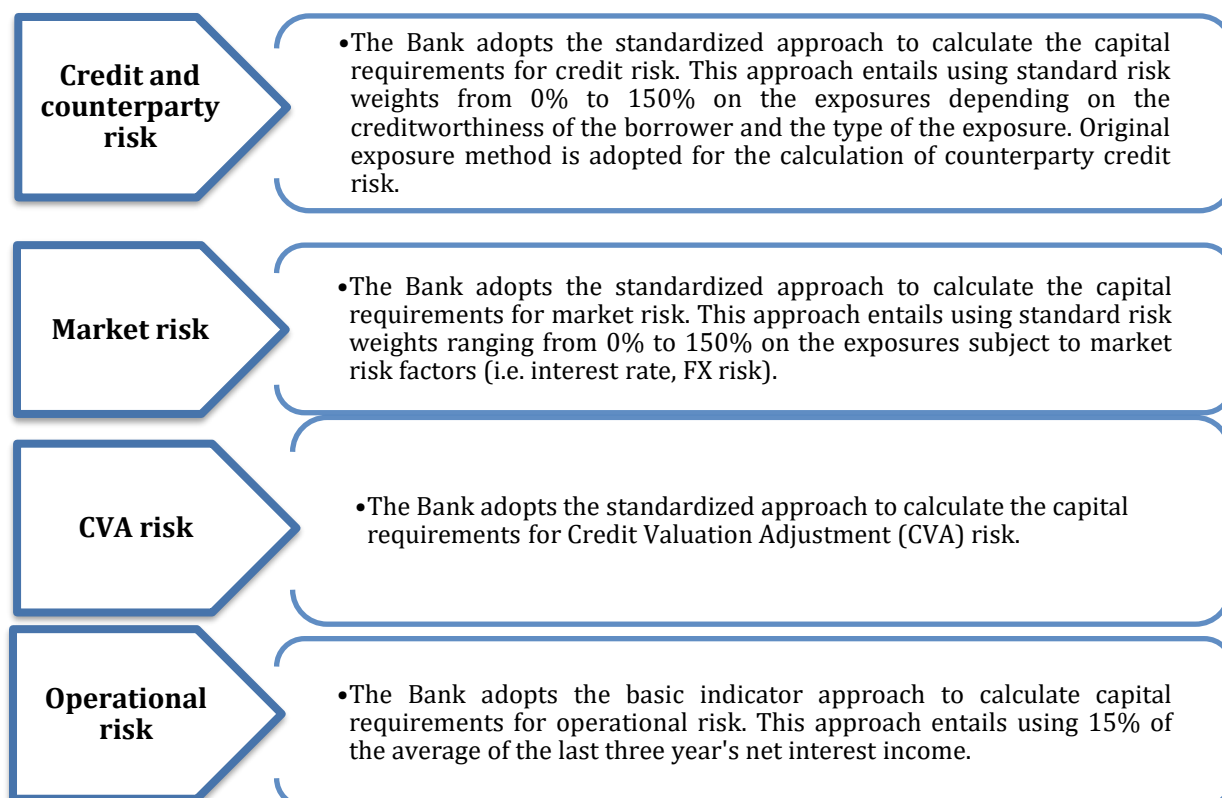 Credit and
counterparty
risk
•The Bank adopts the standardized approach to calculate the capital
requirements for credit risk. This approach entails using standard risk
weights from 0% to 150% on the exposures depending on the
creditworthiness of the borrower and the type of the exposure. Original
exposure method is adopted for the calculation of counterparty credit
risk.
Market risk
•The Bank adopts the standardized approach to calculate the capital
requirements for market risk. This approach entails using standard risk
weights ranging from 0% to 150% on the exposures subject to market
risk factors (i.e. interest rate, FX risk).
CVA risk
•The Bank adopts the standardized approach to calculate the capital
requirements for Credit Valuation Adjustment (CVA) risk.
Operational
risk
•The Bank adopts the basic indicator approach to calculate capital
requirements for operational risk. This approach entails using 15% of
the average of the last three year's net interest income.